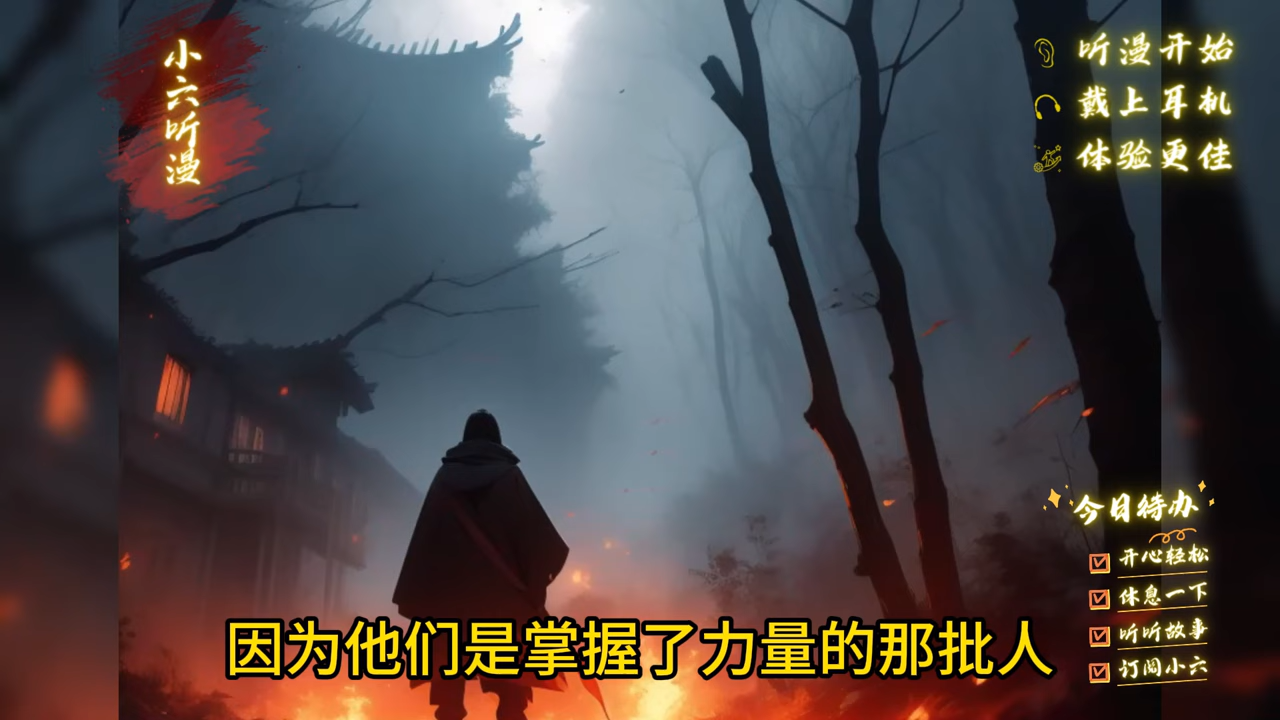 小六听漫
听漫开始
戴上耳机
体验更佳
今日待办
开心轻松
休息一下
听听故事
订阅小六
因为他们是掌握了力量的那批人